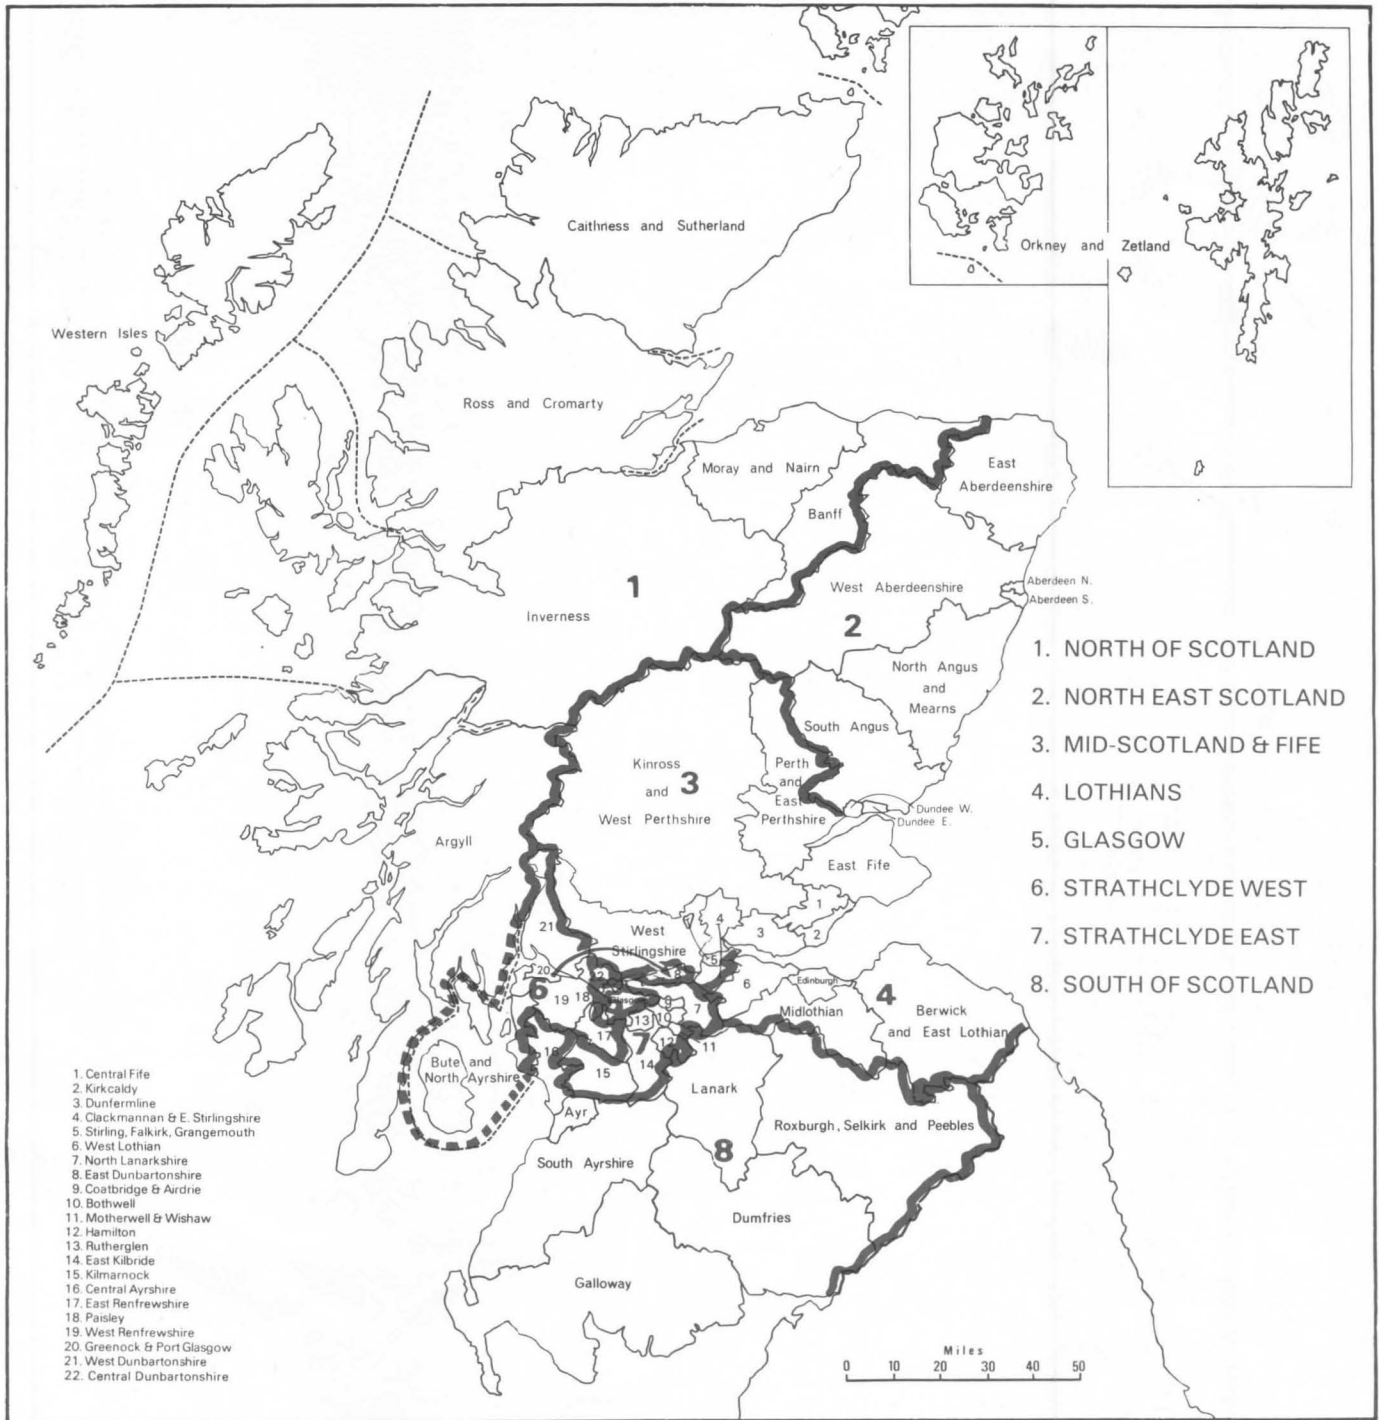 Caithness and Sutherland
Orkney and Zetland
Western Isles
Ross and Cromarty
Moray and Nairn
East
Aberdeenshire
Banff
1
Inverness
West Aberdeenshire
2
Aberdeen N.
Aberdeen S.
North Angus
and
Mearns
South Angus
Kinross
and
West Perthshire
3
Perth
and
East
Perthshire
Dundee W.
Dundee E.
Argyll
East Fife
1
4
3
2
21
West
Stirlingshire
5
20
22
8
6
Edinburgh
4
6
19
18
Glasgow
9
7
Midlothian
Berwick
and East Lothian
13
10
17
7
12
11
16
15
14
Bute and
North Ayrshire
Lanark
Ayr
Roxburgh, Selkirk and Peebles
South Ayrshire
8
Dumfries
Galloway
1. NORTH OF SCOTLAND
2. NORTH EAST SCOTLAND
3. MID-SCOTLAND & FIFE
4. LOTHIANS
5. GLASGOW
6. STRATHCLYDE WEST
7. STRATHCLYDE EAST
8. SOUTH OF SCOTLAND
1. Central Fife
2. Kirkcaldy
3. Dunfermline
4. Clackmannan & E. Stirlingshire
5. Stirling, Falkirk, Grangemouth
6. West Lothian
7. North Lanarkshire
8. East Dunbartonshire
9. Coatbridge & Airdrie
10. Bothwell
11. Motherwell & Wishaw
12. Hamilton
13. Rutherglen
14. East Kilbride
15. Kilmarnock
16. Central Ayrshire
17. East Renfrewshire
18. Paisley
19. West Renfrewshire
20. Greenock & Port Glasgow
21. West Dunbartonshire
22. Central Dunbartonshire
Miles
0 10 20 30 40 50